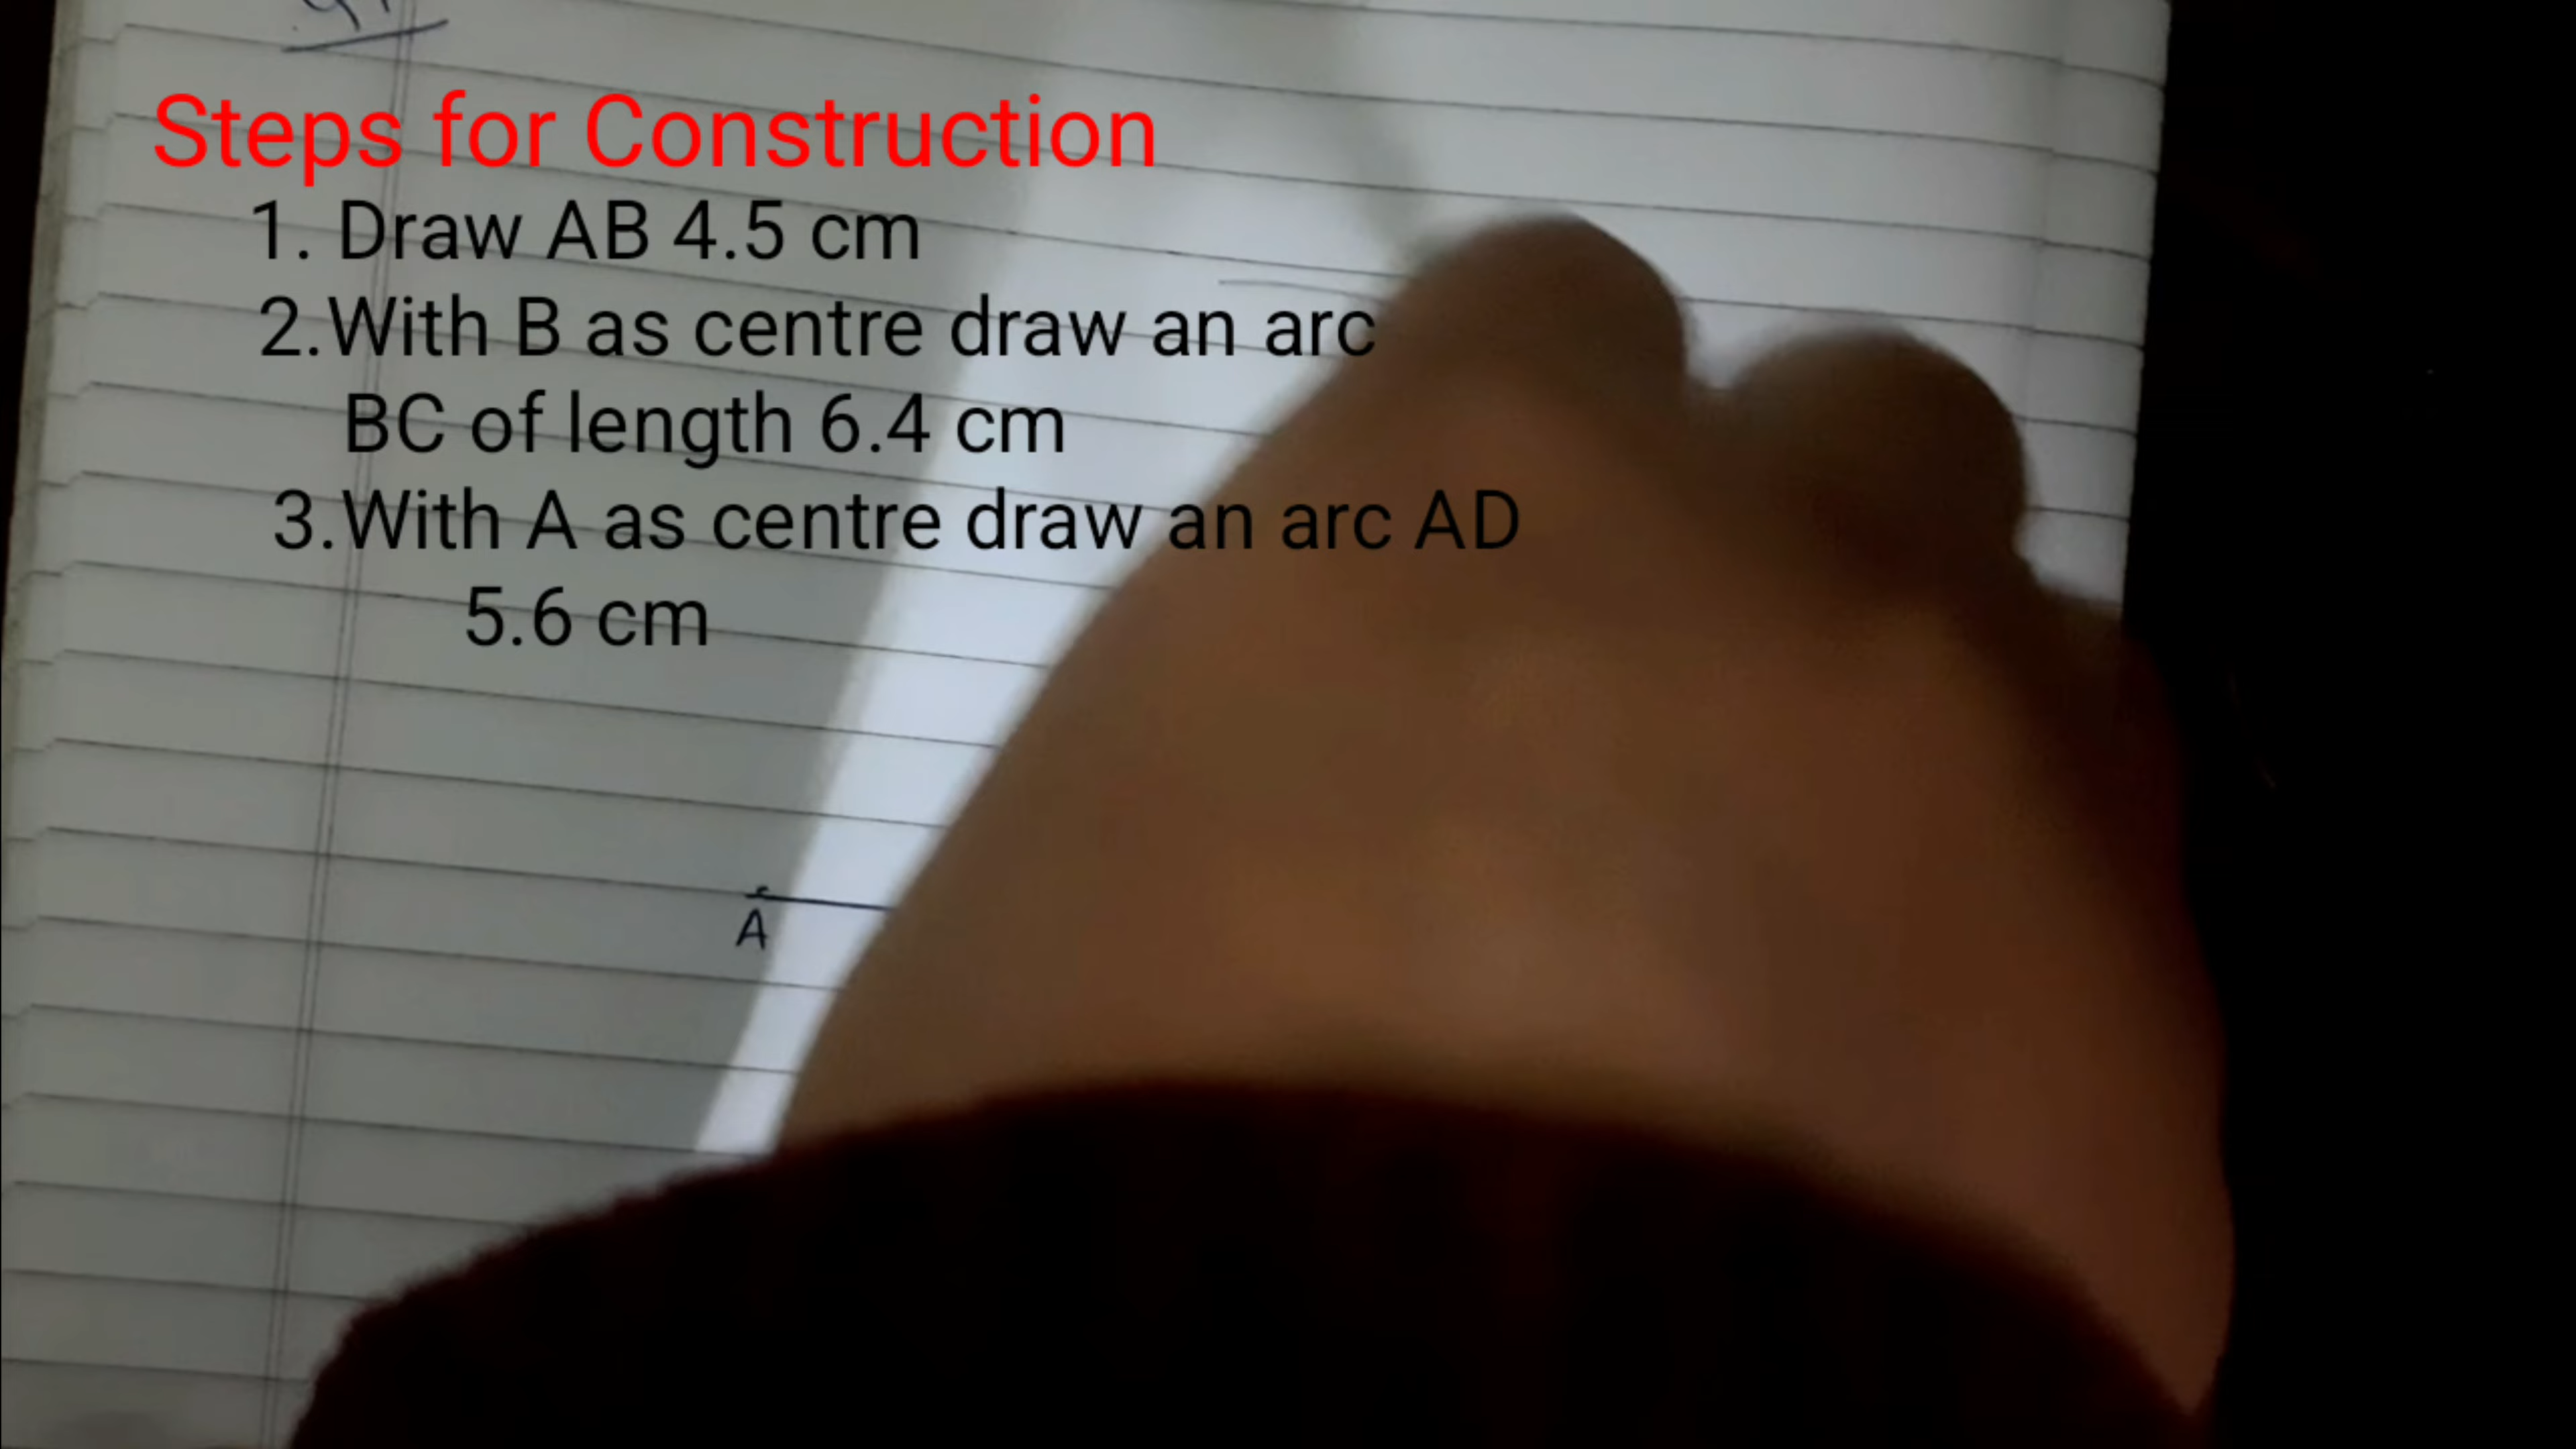 Steps for Construction
1. Draw AB 4.5 cm
2.With B as centre draw an arc
BC of length 6.4 cm
3.With A as centre draw an arc AD
5.6 cm
A